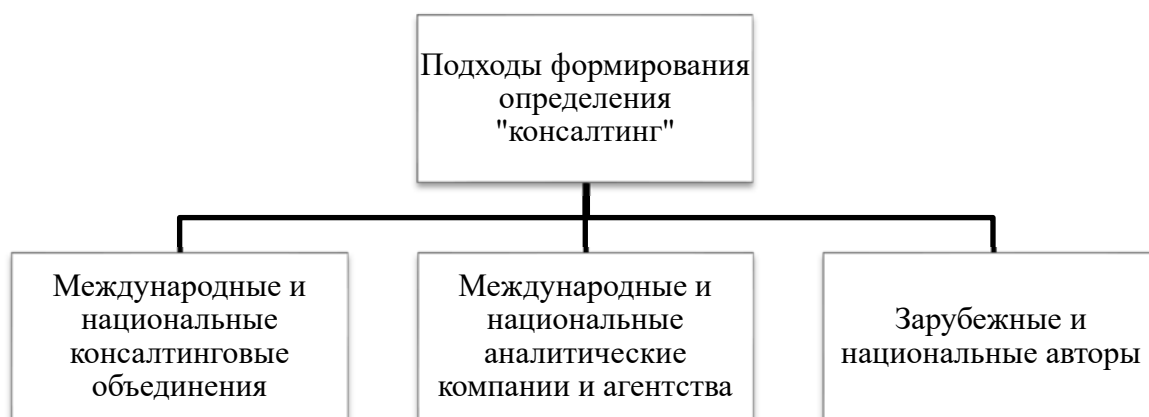 Подходы формирования
определения
"консалтинг"
Международные и
национальные
консалтинговые
объединения
Международные и
национальные
аналитические
компании и агентства
Зарубежные и
национальные авторы